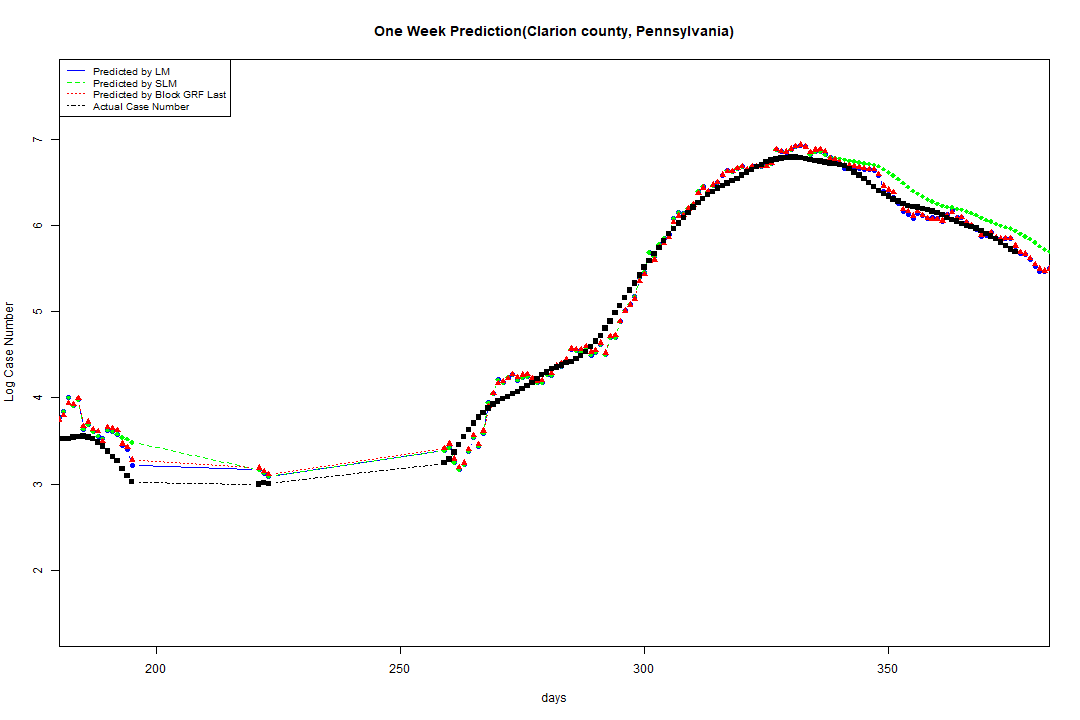 One Week Prediction(Clarion county, Pennsylvania)
Predicted by LM
Predicted by SLM
Predicted by Block GRF Last
Actual Case Number
7
6
5
4
3
2
Log Case Number
200 250 300 350
days